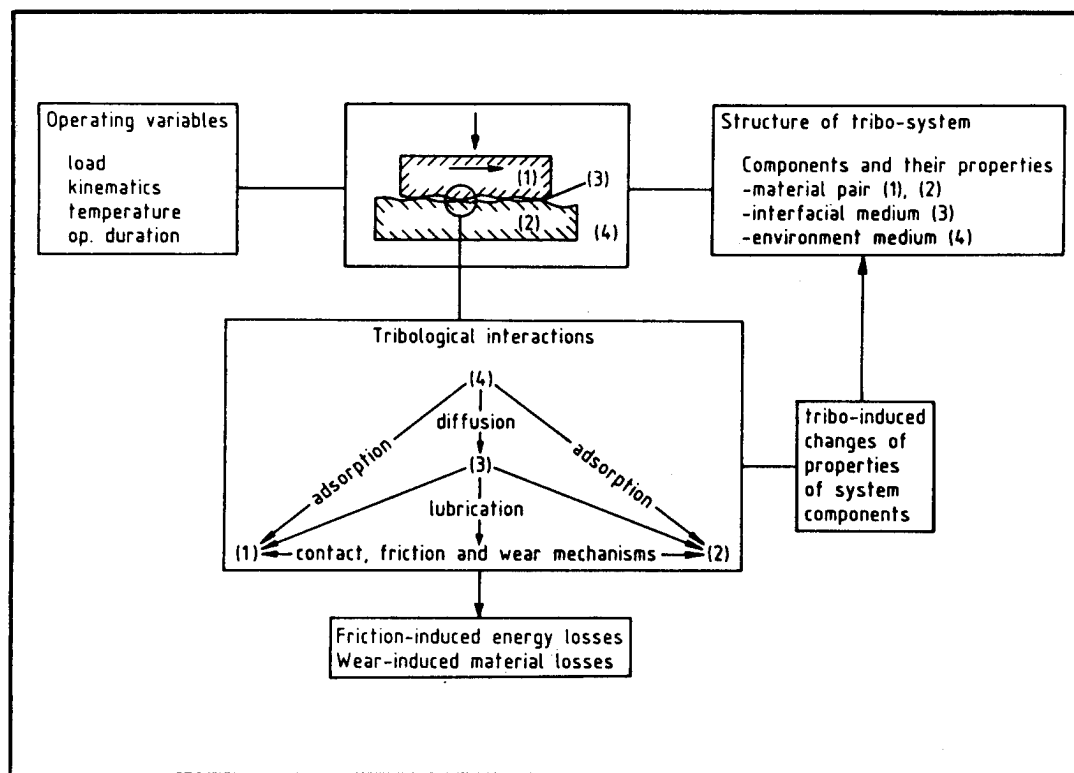 Operating variables
load
kinematics
temperature
op. duration
(1)
(2)
(3)
(4)
Structure of tribo-system
Components and their properties
-material pair (1), (2)
-interfacial medium (3)
-environment medium (4)
Tribological interactions
(4)
diffusion
adsorption
adsorption
(3)
lubrication
(1) contact, friction and wear mechanisms (2)
tribo-induced
changes of
properties
of system
components
Friction-induced energy losses
Wear-induced material losses